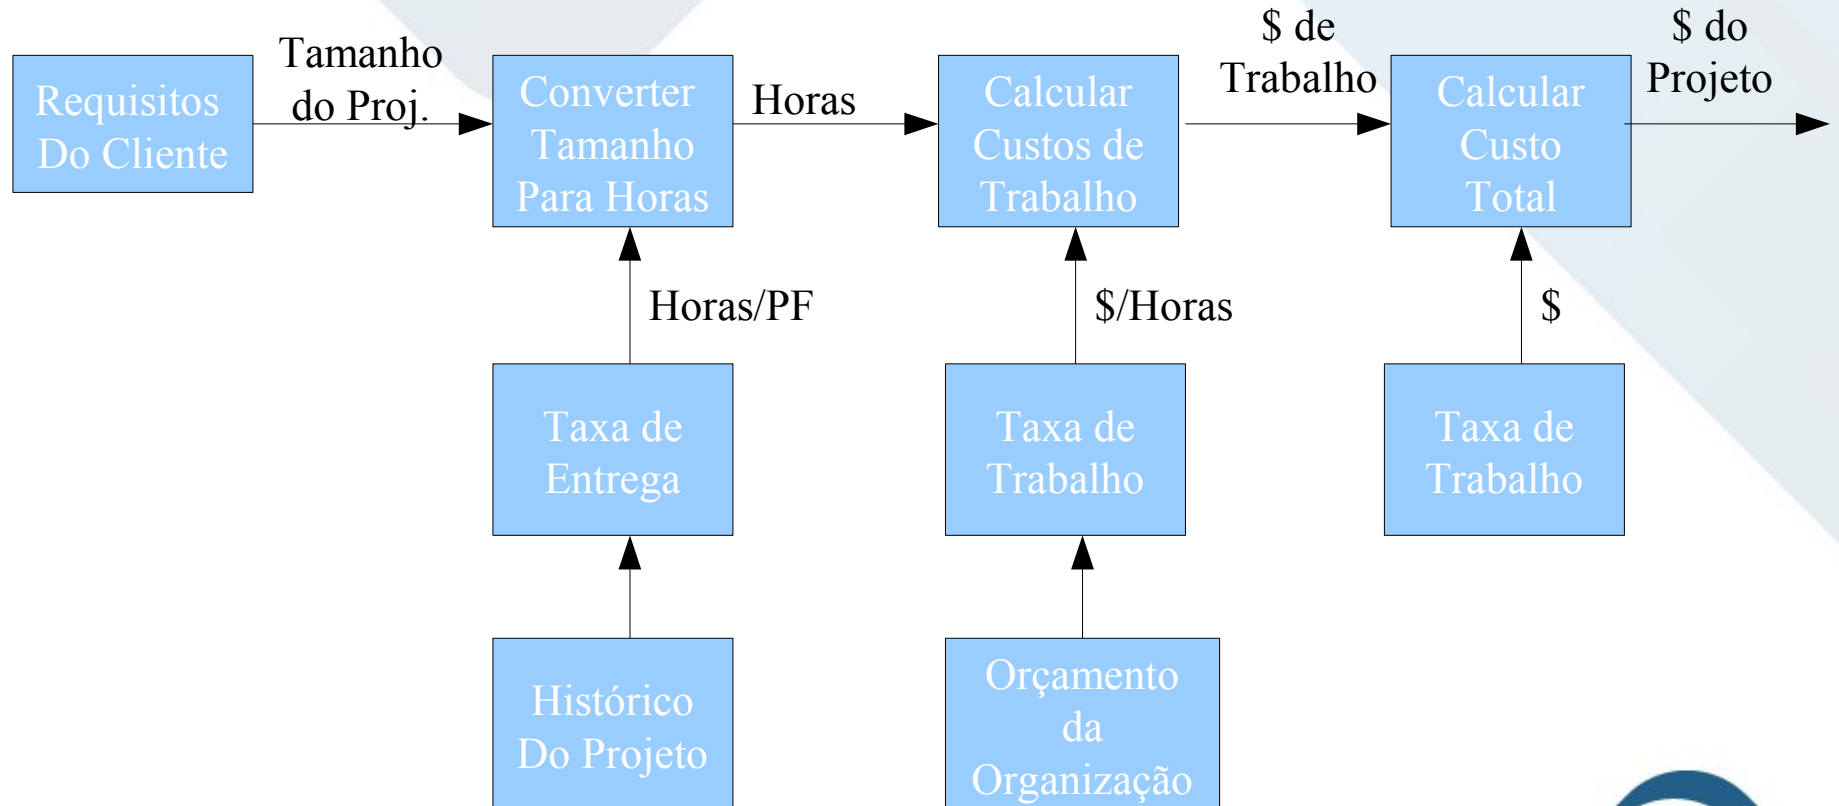 Requisitos
Do Cliente
Tamanho
do Proj.
Converter
Tamanho
Para Horas
Horas
Calcular
Custos de
Trabalho
$ de
Trabalho
Calcular
Custo
Total
$ do
Projeto
Horas/PF
$/Horas
$
Taxa de
Entrega
Taxa de
Trabalho
Taxa de
Trabalho
Histórico
Do Projeto
Orçamento
da
Organização